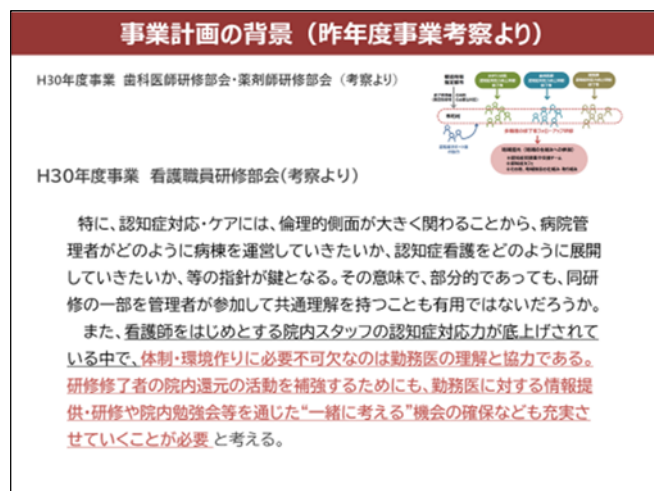 事業計画の背景（昨年度事業考察より）
H30年度事業 歯科医師研修部会・薬剤師研修部会（考察より）
H30年度事業 看護職員研修部会(考察より）
特に、認知症対応・ケアには、倫理的側面が大きく関わることから、病院管
理者がどのように病棟を運営していきたいか、認知症看護をどのように展開
していきたいか、等の指針が鍵となる。その意味で、部分的であっても、同研
修の一部を管理者が参加して共通理解を持つことも有用ではないだろうか。
また、看護師をはじめとする院内スタッフの認知症対応力が底上げされて
いる中で、体制・環境作りに必要不可欠なのは勤務医の理解と協力である。
研修修了者の院内還元の活動を補強するためにも、勤務医に対する情報提
供・研修や院内勉強会等を通じた“一緒に考える”機会の確保なども充実さ
せていくことが必要 と考える。